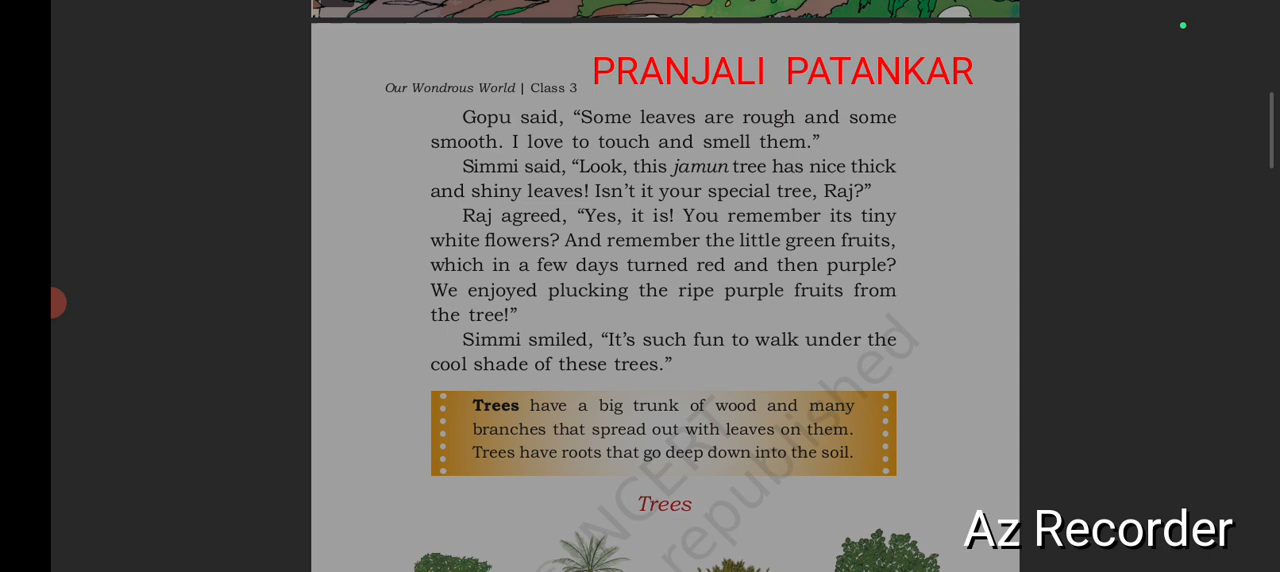 PRANJALI PATANKAR
Our Wondrous World | Class 3
Gopu said, “Some leaves are rough and some
smooth. I love to touch and smell them.”
Simmi said, “Look, this jamun tree has nice thick
and shiny leaves! Isn’t it your special tree, Raj?”
Raj agreed, “Yes, it is! You remember its tiny
white flowers? And remember the little green fruits,
which in a few days turned red and then purple?
We enjoyed plucking the ripe purple fruits from
the tree!”
Simmi smiled, “It’s such fun to walk under the
cool shade of these trees.”
Trees have a big trunk of wood and many
branches that spread out with leaves on them.
Trees have roots that go deep down into the soil.
Trees
NCERT
republished
Az Recorder